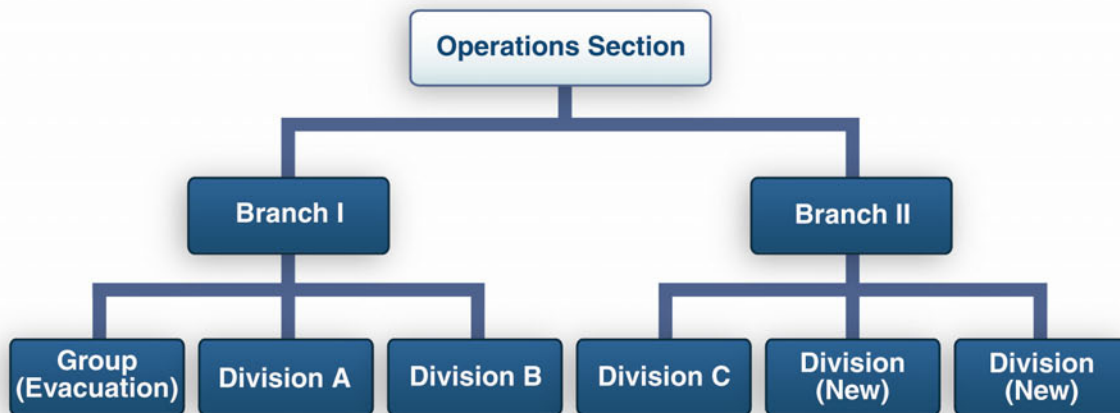 Operations Section
Branch I
Branch II
Group
(Evacuation)
Division A
Division B
Division C
Division
(New)
Division
(New)